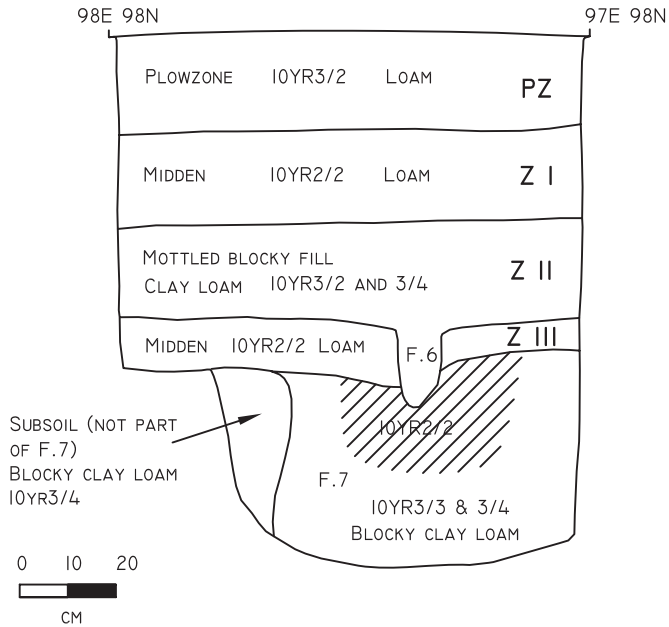 98E 98N
97E 98N
PLOWZONE 10YR3/2 LOAM PZ
MIDDEN 10YR2/2 LOAM Z I
MOTTLED BLOCKY FILL
CLAY LOAM 10YR3/2 AND 3/4 Z II
MIDDEN 10YR2/2 LOAM F.6 Z III
10YR2/2
SUBSOIL (NOT PART
OF F.7)
BLOCKY CLAY LOAM
10YR3/4
F.7
10YR3/3 & 3/4
BLOCKY CLAY LOAM
0 10 20
CM